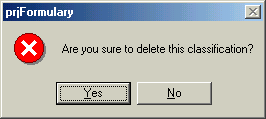 prjFormulary
Are you sure to delete this classification?
Yes No